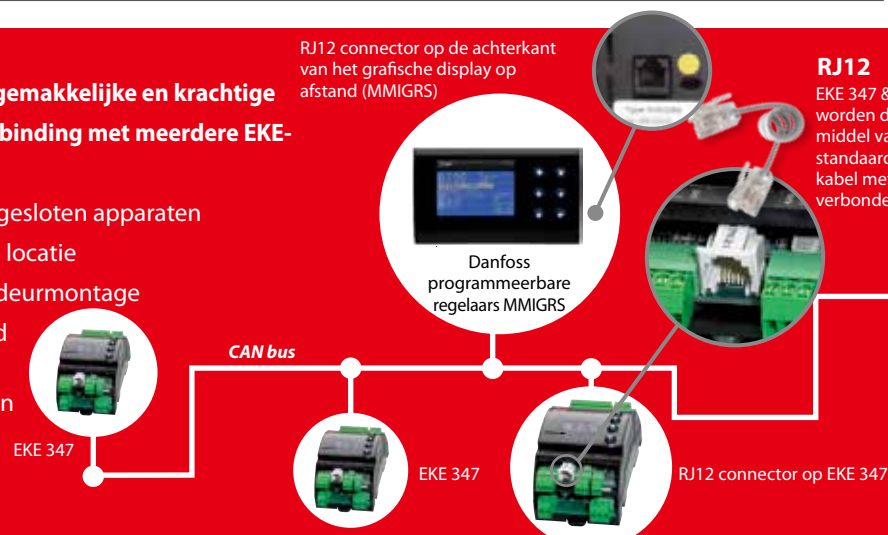 gemakkelijke en krachtige
binding met meerdere EKE-
gesloten apparaten
locatie
deurmontage
EKE 347
CAN bus
RJ12 connector op de achterkant
van het grafische display op
afstand (MMIGRS)
Danfoss
programmeerbare
regelaars MMIGRS
EKE 347
RJ12
EKE 347 &
worden d
middel va
standaard
kabel met
verbonde
RJ12 connector op EKE 347